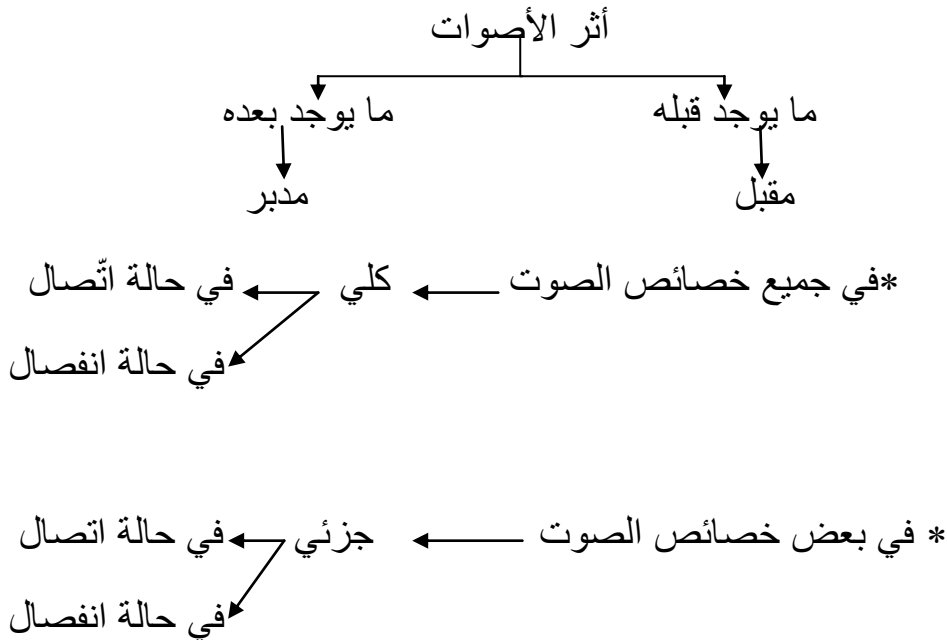 أثر الأصوات
ما يوجد قبله ما يوجد بعده
مقبل مدبر
*في جميع خصائص الصوت كلي في حالة اتّصال
في حالة انفصال
* في بعض خصائص الصوت جزئي في حالة اتصال
في حالة انفصال